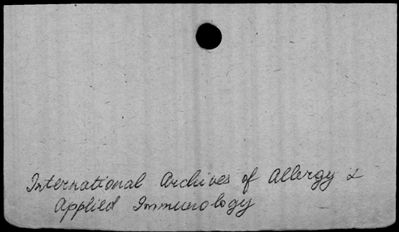 International Archives of Allergy &
Applied Immunology